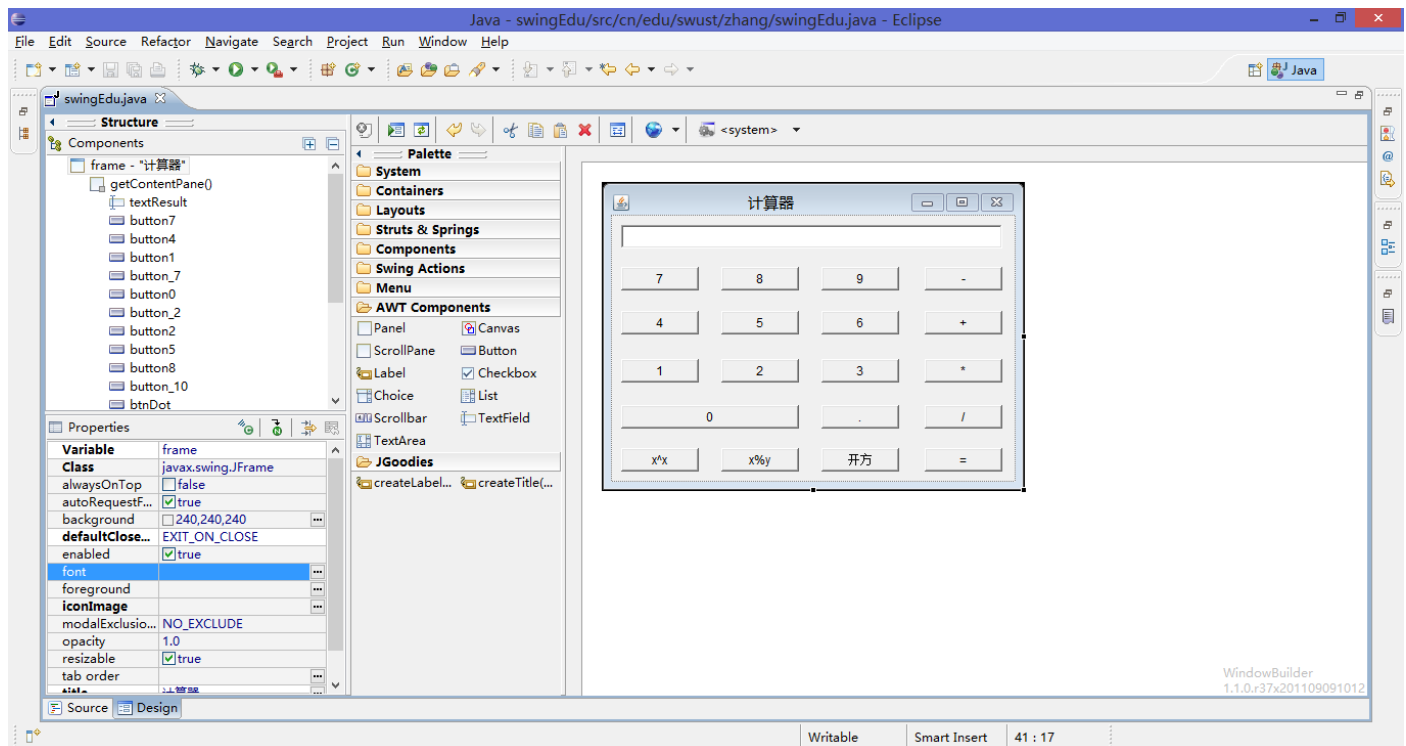 Java - swingEdu/src/cn/edu/swust/zhang/swingEdu.java - Eclipse
File Edit Source Refactor Navigate Search Project Run Window Help
Java
swingEdu.java
Structure
Components
frame - "计算器"
getContentPane()
textResult
button7
button4
button1
button_7
button0
button_2
button2
button5
button8
button_10
btnDot
Properties
Variable frame
Class javax.swing.JFrame
alwaysOnTop false
autoRequestF... true
background 240,240,240
defaultClose... EXIT_ON_CLOSE
enabled true
font
foreground
iconImage
modalExclusio... NO_EXCLUDE
opacity 1.0
resizable true
tab order
title 计算器
<system>
Palette
System
Containers
Layouts
Struts & Springs
Components
Swing Actions
Menu
AWT Components
Panel Canvas
ScrollPane Button
Label Checkbox
Choice List
Scrollbar TextField
TextArea
JGoodies
createLabel... createTitle(...
计算器
7 8 9 -
4 5 6 +
1 2 3 *
0 . /
x^x x%y 开方 =
WindowBuilder
1.1.0.r37x201109091012
Source Design
Writable Smart Insert 41 : 17